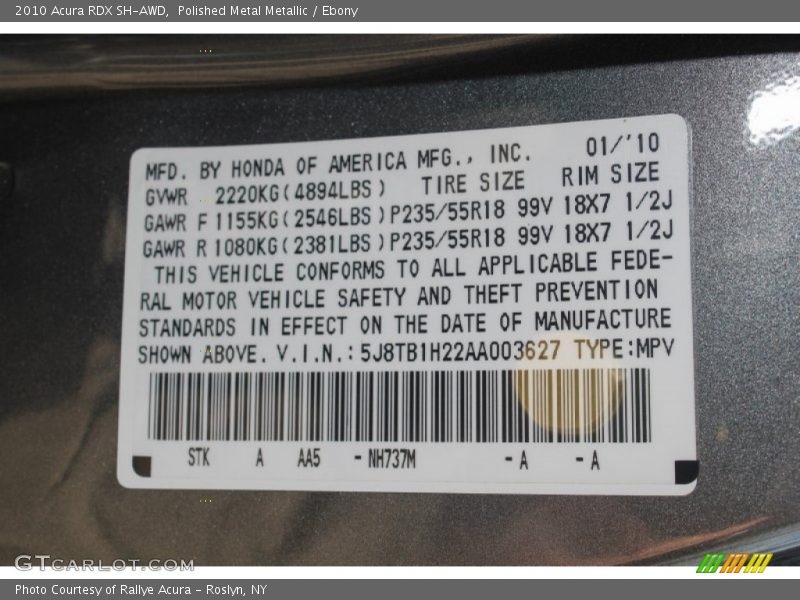 2010 Acura RDX SH-AWD,  Polished Metal Metallic / Ebony
MFD. BY HONDA OF AMERICA MFG., INC. 01/'10
GVWR 2220KG(4894LBS) TIRE SIZE RIM SIZE
GAWR F 1155KG(2546LBS)P235/55R18 99V 18X7 1/2J
GAWR R 1080KG(2381LBS)P235/55R18 99V 18X7 1/2J
THIS VEHICLE CONFORMS TO ALL APPLICABLE FEDE-
RAL MOTOR VEHICLE SAFETY AND THEFT PREVENTION
STANDARDS IN EFFECT ON THE DATE OF MANUFACTURE
SHOWN ABOVE. V.I.N.:5J8TB1H22AA003627 TYPE:MPV
STK A AA5 -NH737M -A -A
GTCARLOT.COM
Photo Courtesy of Rallye Acura - Roslyn, NY